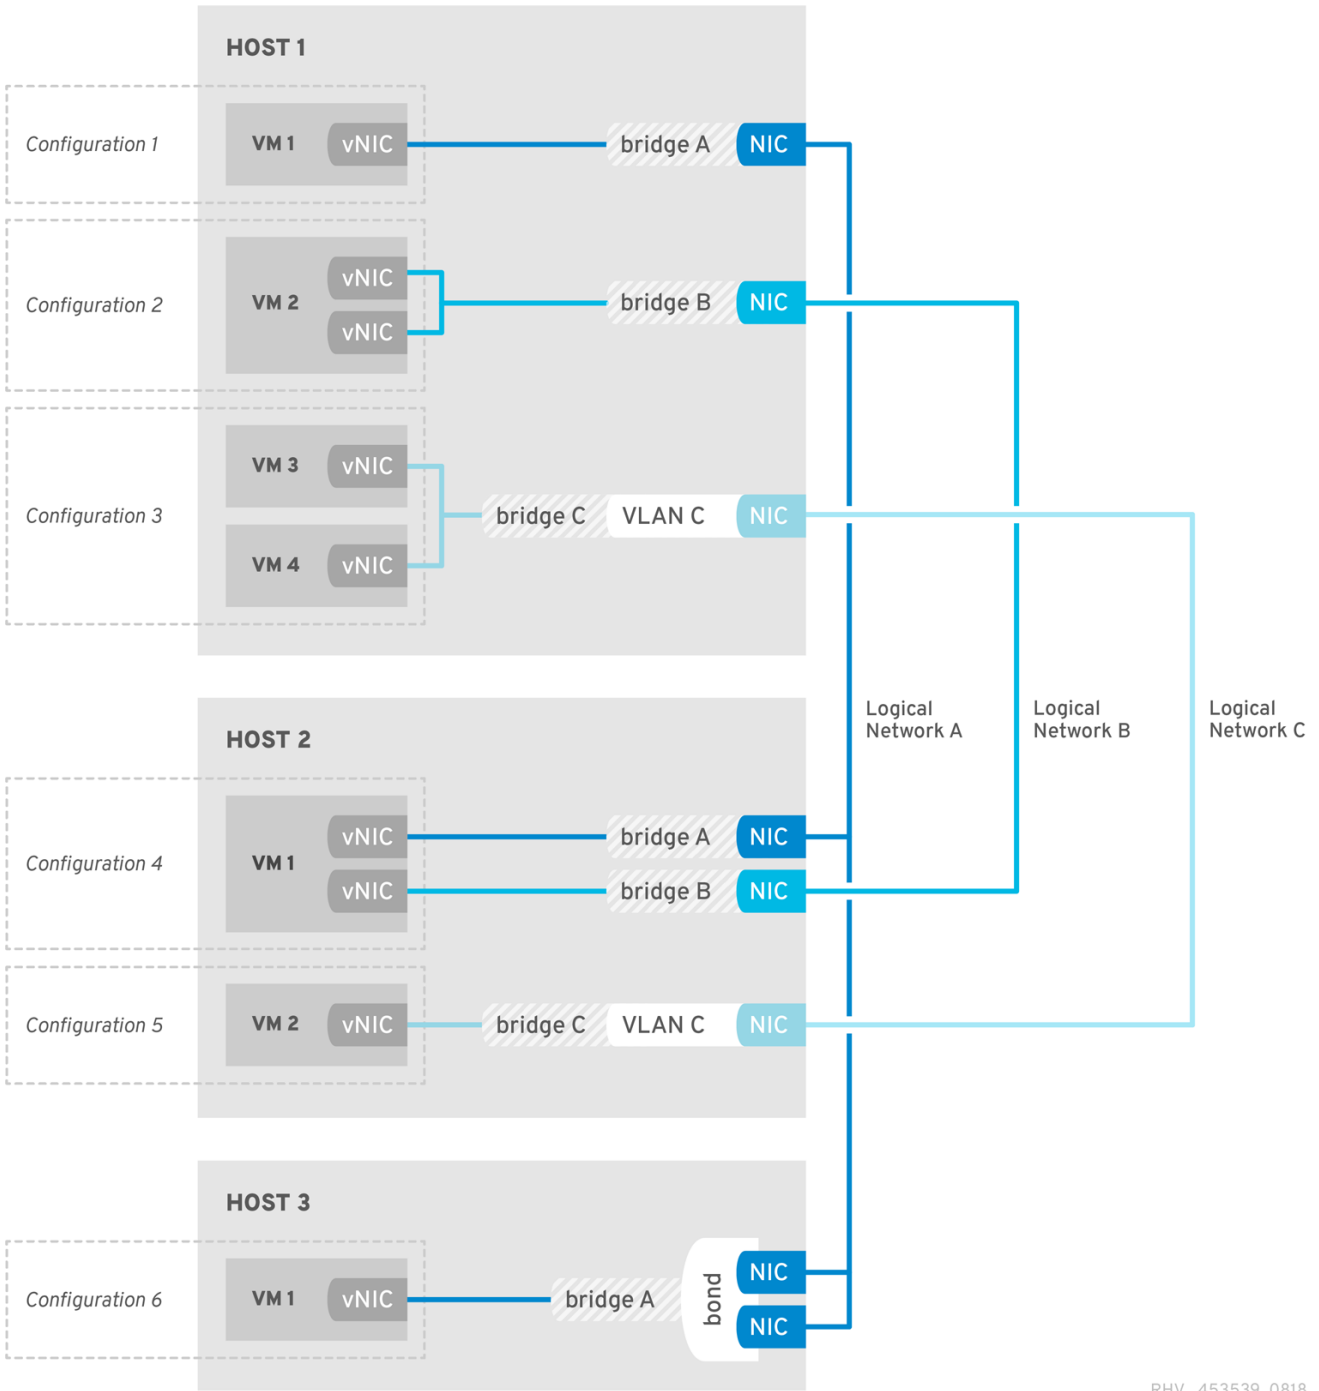 HOST 1
Configuration 1
VM 1
vNIC
bridge A
NIC
Configuration 2
VM 2
vNIC
vNIC
bridge B
NIC
Configuration 3
VM 3
vNIC
VM 4
vNIC
bridge C
VLAN C
NIC
Logical
Network A
Logical
Network B
Logical
Network C
HOST 2
Configuration 4
VM 1
vNIC
bridge A
NIC
vNIC
bridge B
NIC
Configuration 5
VM 2
vNIC
bridge C
VLAN C
NIC
HOST 3
Configuration 6
VM 1
vNIC
bridge A
bond
NIC
NIC
RHV_453539_0818